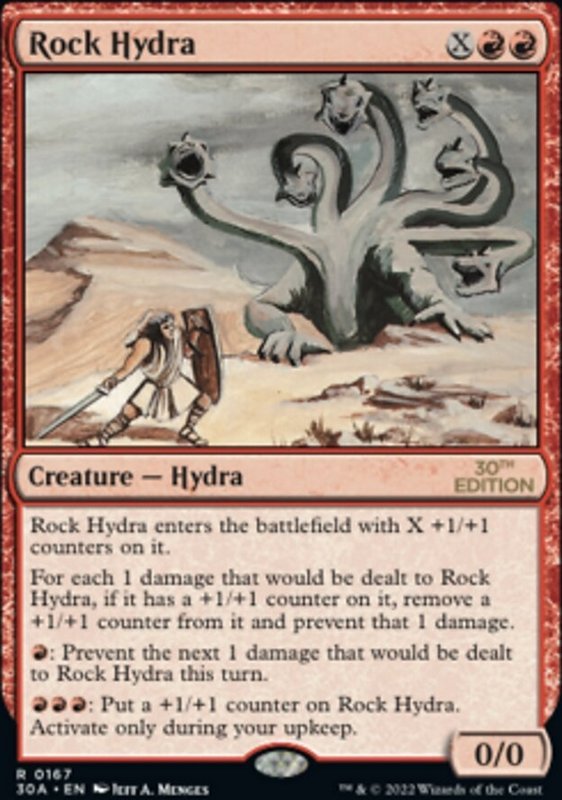 Rock Hydra X
30TH
Creature — Hydra
EDITION
Rock Hydra enters the battlefield with X +1/+1
counters on it.
For each 1 damage that would be dealt to Rock
Hydra, if it has a +1/+1 counter on it, remove a
+1/+1 counter from it and prevent that 1 damage.
: Prevent the next 1 damage that would be dealt
to Rock Hydra this turn.
: Put a +1/+1 counter on Rock Hydra.
Activate only during your upkeep.
0/0
R 0167
30A • EN Jeff A. Menges ™ & © 2022 Wizards of the Coast